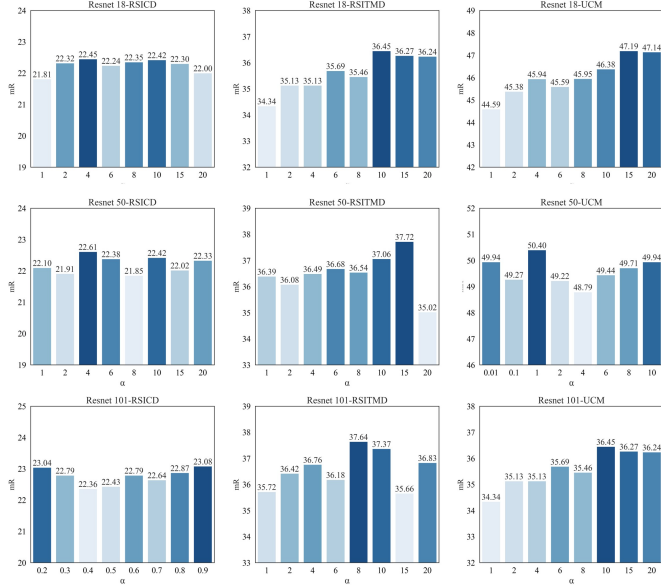 Resnet 18-RSICD
24
23
22
21
20
19
mR
21.81 22.32 22.45 22.24 22.35 22.42 22.30 22.00
1 2 4 6 8 10 15 20
Resnet 18-RSITMD
37
36
35
34
33
32
mR
34.34 35.13 35.13 35.69 35.46 36.45 36.27 36.24
1 2 4 6 8 10 15 20
Resnet 18-UCM
49
48
47
46
45
44
43
42
mR
44.59 45.38 45.94 45.59 45.95 46.38 47.19 47.14
1 2 4 6 8 10 15 20
Resnet 50-RSICD
24
23
22
21
20
19
mR
22.10 21.91 22.61 22.38 21.85 22.42 22.02 22.33
1 2 4 6 8 10 15 20
α
Resnet 50-RSITMD
39
38
37
36
35
34
33
mR
36.39 36.08 36.49 36.68 36.54 37.06 37.72 35.02
1 2 4 6 8 10 15 20
α
Resnet 50-UCM
52
51
50
49
48
47
46
49.94 49.27 50.40 49.22 48.79 49.44 49.71 49.94
0.01 0.1 1 2 4 6 8 10
α
Resnet 101-RSICD
25
24
23
22
21
20
mR
23.04 22.79 22.36 22.43 22.79 22.64 22.87 23.08
0.2 0.3 0.4 0.5 0.6 0.7 0.8 0.9
α
Resnet 101-RSITMD
39
38
37
36
35
34
33
mR
35.72 36.42 36.76 36.18 37.64 37.37 35.66 36.83
1 2 4 6 8 10 15 20
α
Resnet 101-UCM
38
37
36
35
34
33
32
mR
34.34 35.13 35.13 35.69 35.46 36.45 36.27 36.24
1 2 4 6 8 10 15 20
α